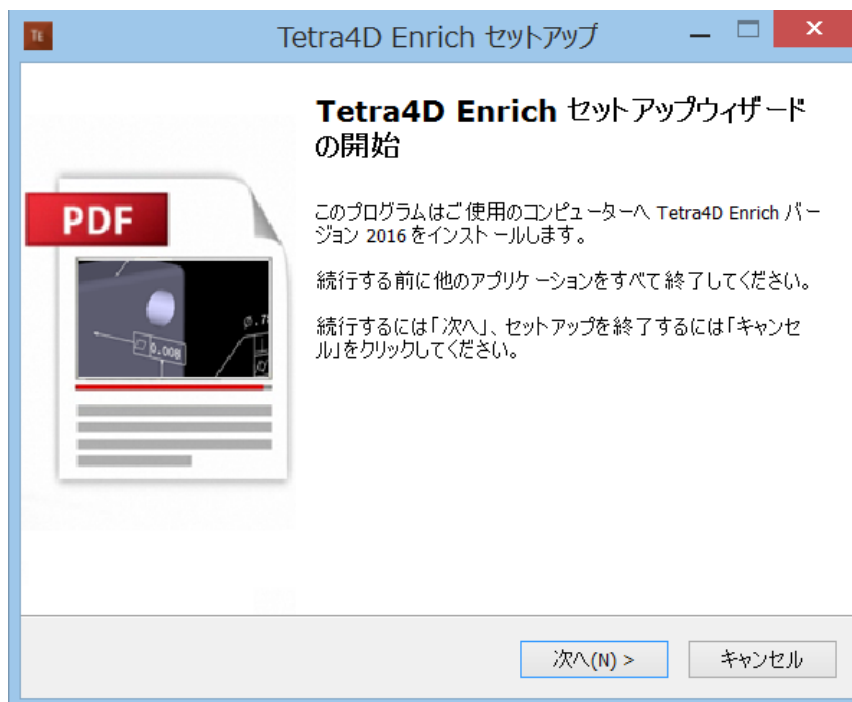 TE
Tetra4D Enrich セットアップ
Tetra4D Enrich セットアップウィザード
の開始
PDF
このプログラムはご使用のコンピューターへ Tetra4D Enrich バー
ジョン 2016 をインストールします。
続行する前に他のアプリケーションをすべて終了してください。
続行するには「次へ」、セットアップを終了するには「キャンセ
ル」をクリックしてください。
0.008
次へ(N) >
キャンセル